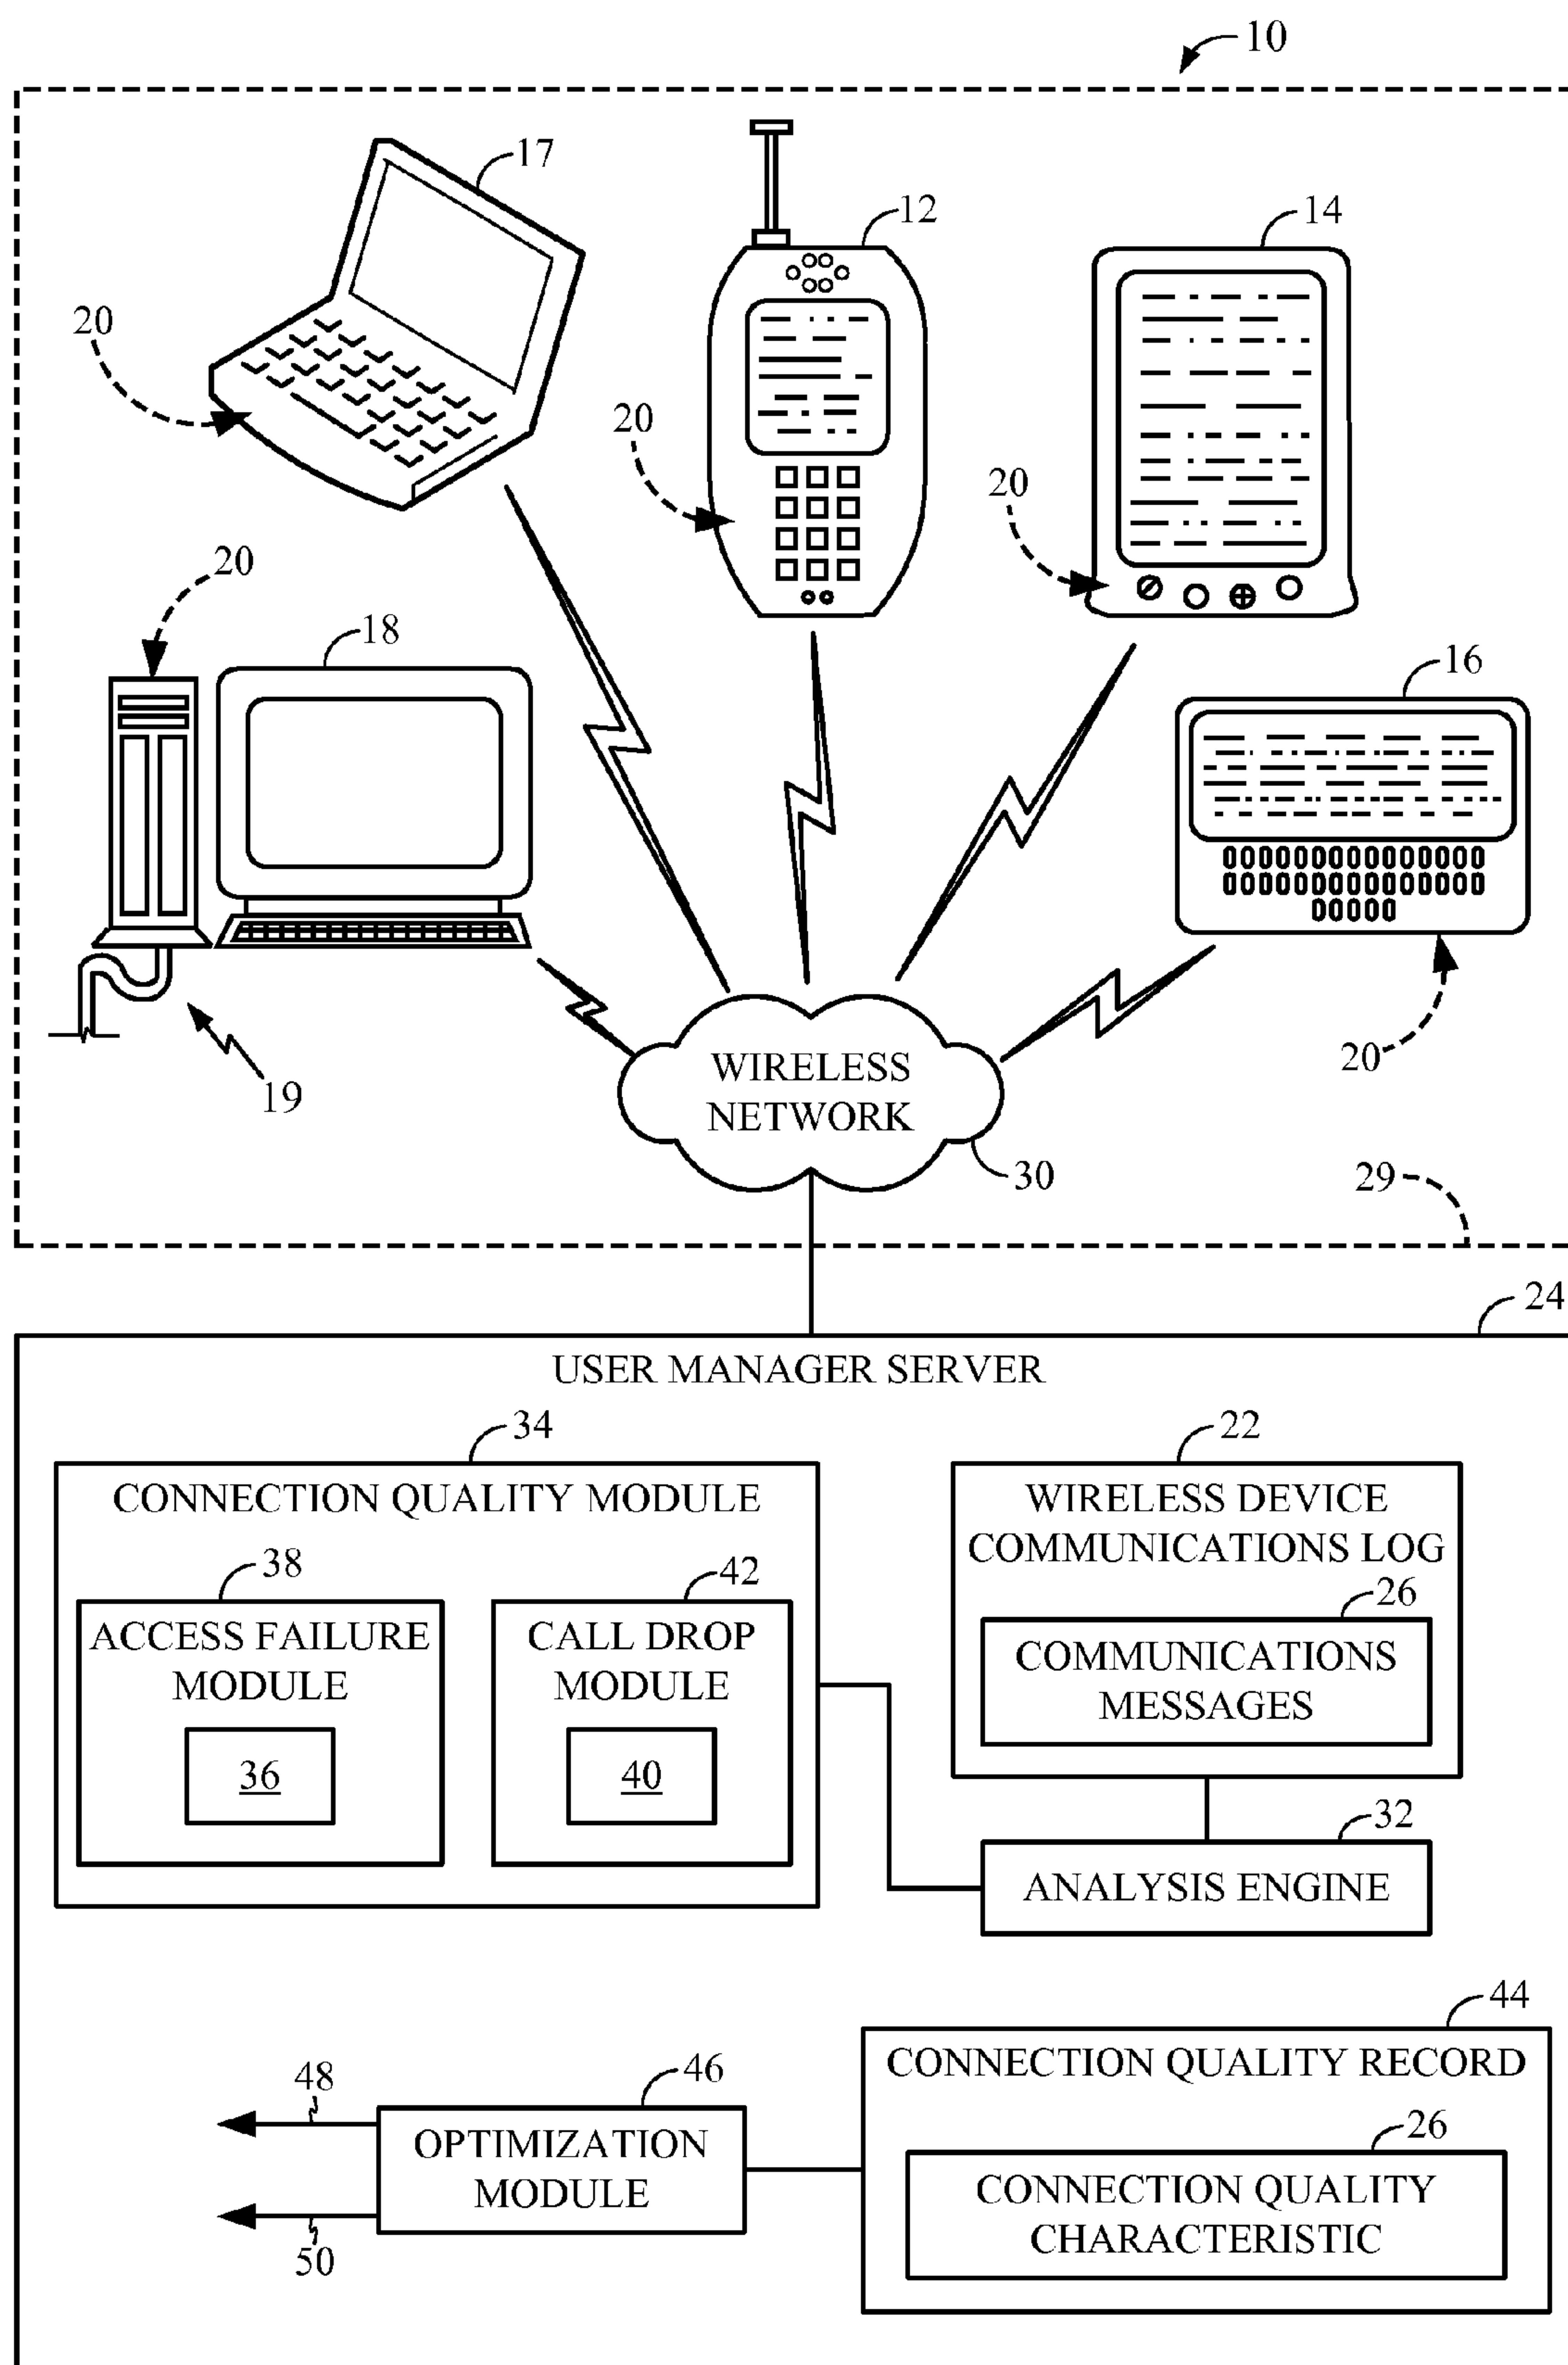 10
17
12
14
20
20
20
20
18
16
WIRELESS
NETWORK
20
19
30
29
24
USER MANAGER SERVER
34
22
CONNECTION QUALITY MODULE
WIRELESS DEVICE
COMMUNICATIONS LOG
38
42
26
ACCESS FAILURE
MODULE
CALL DROP
MODULE
COMMUNICATIONS
MESSAGES
36
40
32
ANALYSIS ENGINE
44
CONNECTION QUALITY RECORD
48
46
26
OPTIMIZATION
MODULE
CONNECTION QUALITY
CHARACTERISTIC
50